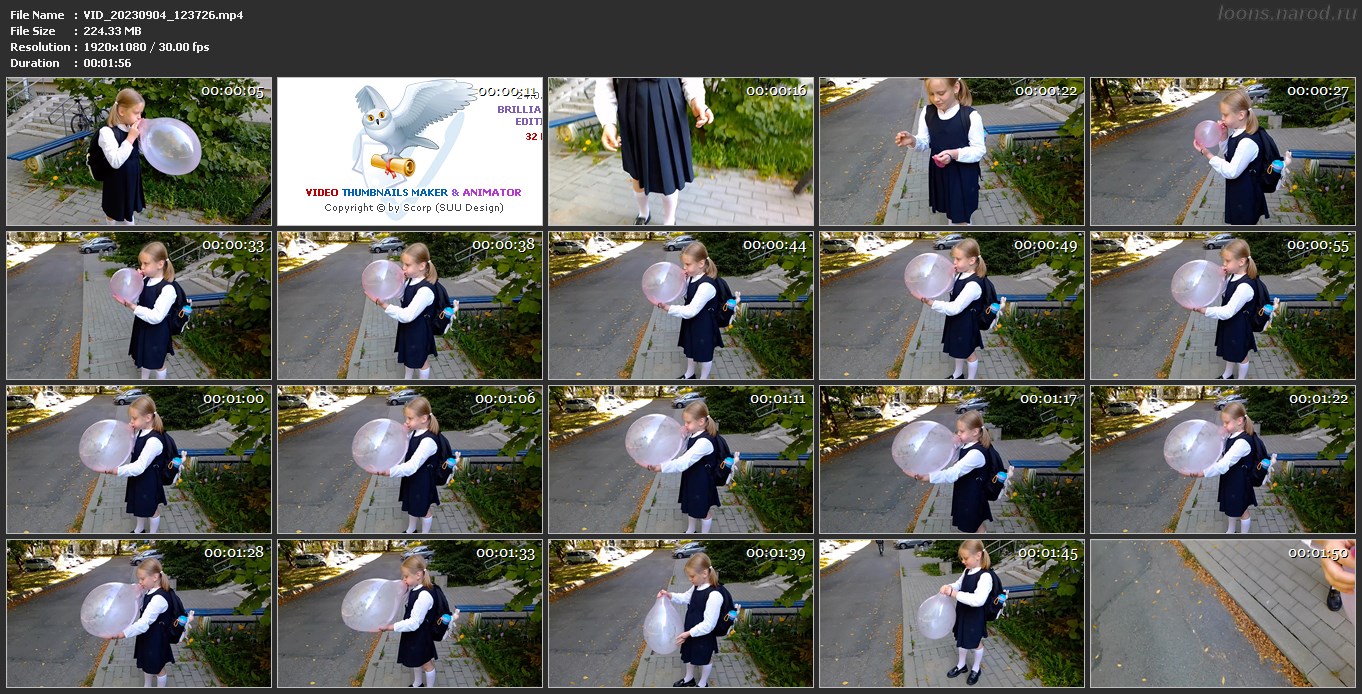 File Name : VID_20230904_123726.mp4
loons.narod.ru
File Size : 224.33 MB
Resolution : 1920x1080 / 30.00 fps
Duration : 00:01:56
00:00:05
00:00:11
BRILLIA
EDITI
32
VIDEO THUMBNAILS MAKER & ANIMATOR
Copyright © by Scorp (SUU Design)
00:00:16
00:00:22
00:00:27
00:00:33
00:00:38
00:00:44
00:00:49
00:00:55
00:01:00
00:01:06
00:01:11
00:01:17
00:01:22
00:01:28
00:01:33
00:01:39
00:01:45
00:01:50